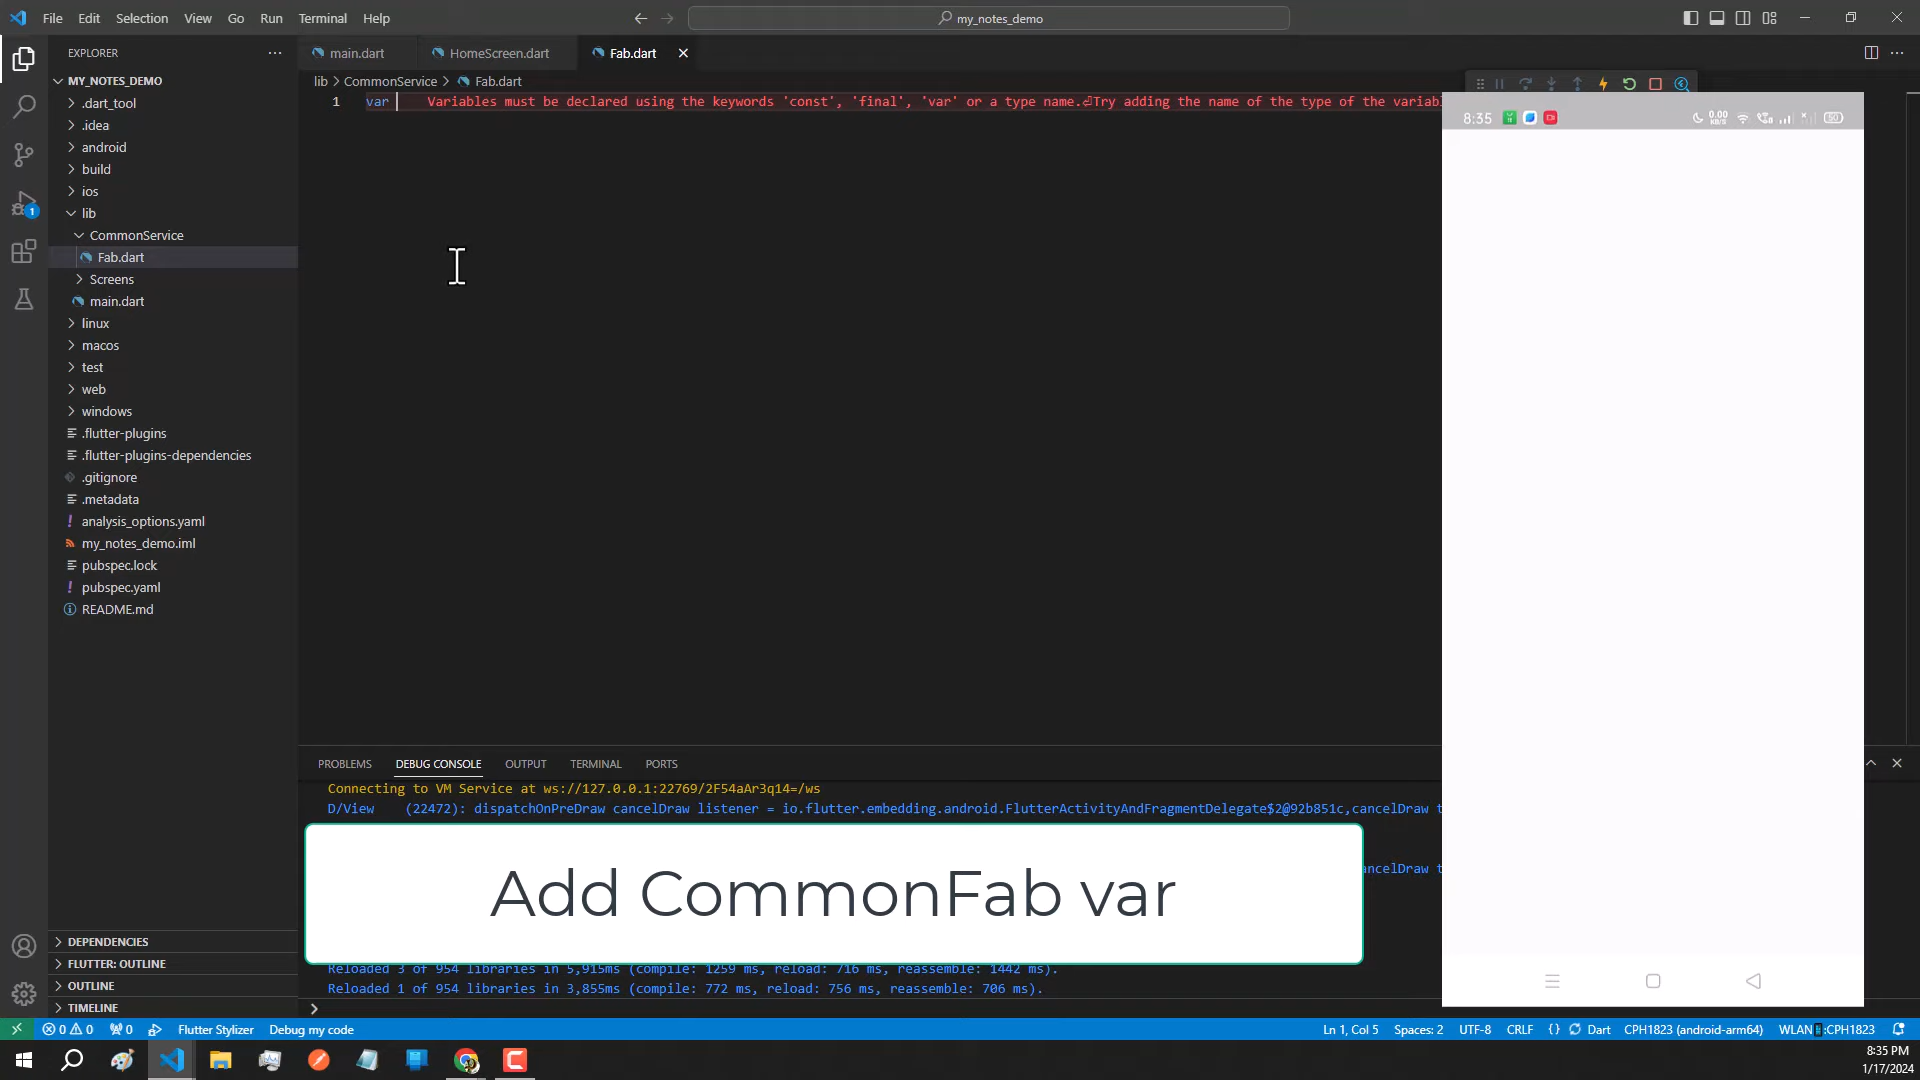 File Edit Selection View Go Run Terminal Help
my_notes_demo
EXPLORER
main.dart
HomeScreen.dart
Fab.dart
MY_NOTES_DEMO
lib
CommonService
Fab.dart
1
var
Variables must be declared using the keywords 'const', 'final', 'var' or a type name.⏎Try adding the name of the type of the variabl
.dart_tool
.idea
android
build
ios
lib
CommonService
Fab.dart
Screens
main.dart
linux
macos
test
web
windows
.flutter-plugins
.flutter-plugins-dependencies
.gitignore
.metadata
analysis_options.yaml
my_notes_demo.iml
pubspec.lock
pubspec.yaml
README.md
8:35
0.00
KB/S
PROBLEMS
DEBUG CONSOLE
OUTPUT
TERMINAL
PORTS
Connecting to VM Service at ws://127.0.0.1:22769/2F54aAr3q14=/ws
D/View (22472): dispatchOnPreDraw cancelDraw listener = io.flutter.embedding.android.FlutterActivityAndFragmentDelegate$2@92b851c,cancelDraw t
ancelDraw t
Add CommonFab var
Reloaded 3 of 954 libraries in 5,915ms (compile: 1259 ms, reload: 716 ms, reassemble: 1442 ms).
Reloaded 1 of 954 libraries in 3,855ms (compile: 772 ms, reload: 756 ms, reassemble: 706 ms).
DEPENDENCIES
FLUTTER: OUTLINE
OUTLINE
TIMELINE
1
0 0
0
Flutter Stylizer
Debug my code
Ln 1, Col 5
Spaces: 2
UTF-8
CRLF
{}
Dart
CPH1823 (android-arm64)
WLAN :CPH1823
8:35 PM
1/17/2024